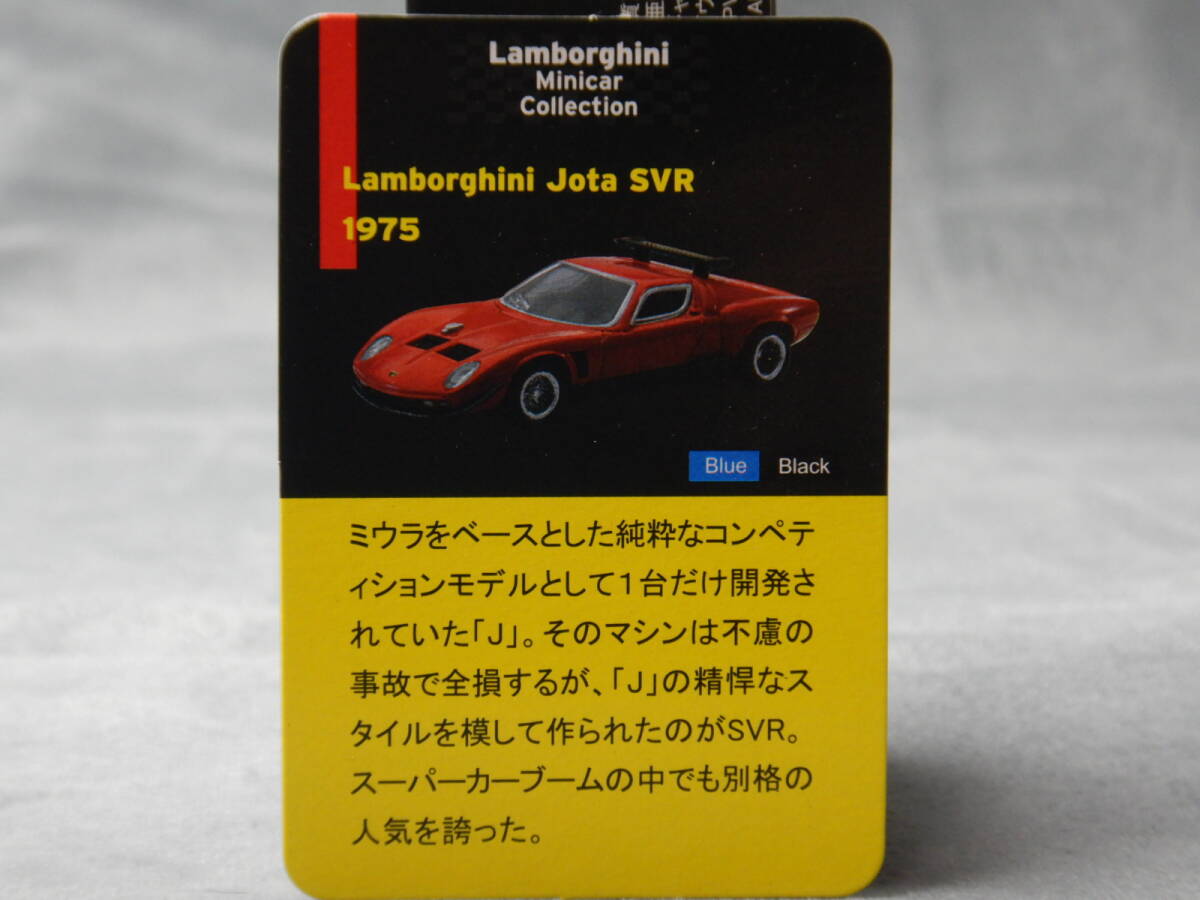 Lamborghini
Minicar
Collection
Lamborghini Jota SVR
1975
Blue Black
ミウラをベースとした純粋なコンペテ
ィションモデルとして1台だけ開発さ
れていた「J」。そのマシンは不慮の
事故で全損するが、「J」の精悍なス
タイルを模して作られたのがSVR。
スーパーカーブームの中でも別格の
人気を誇った。